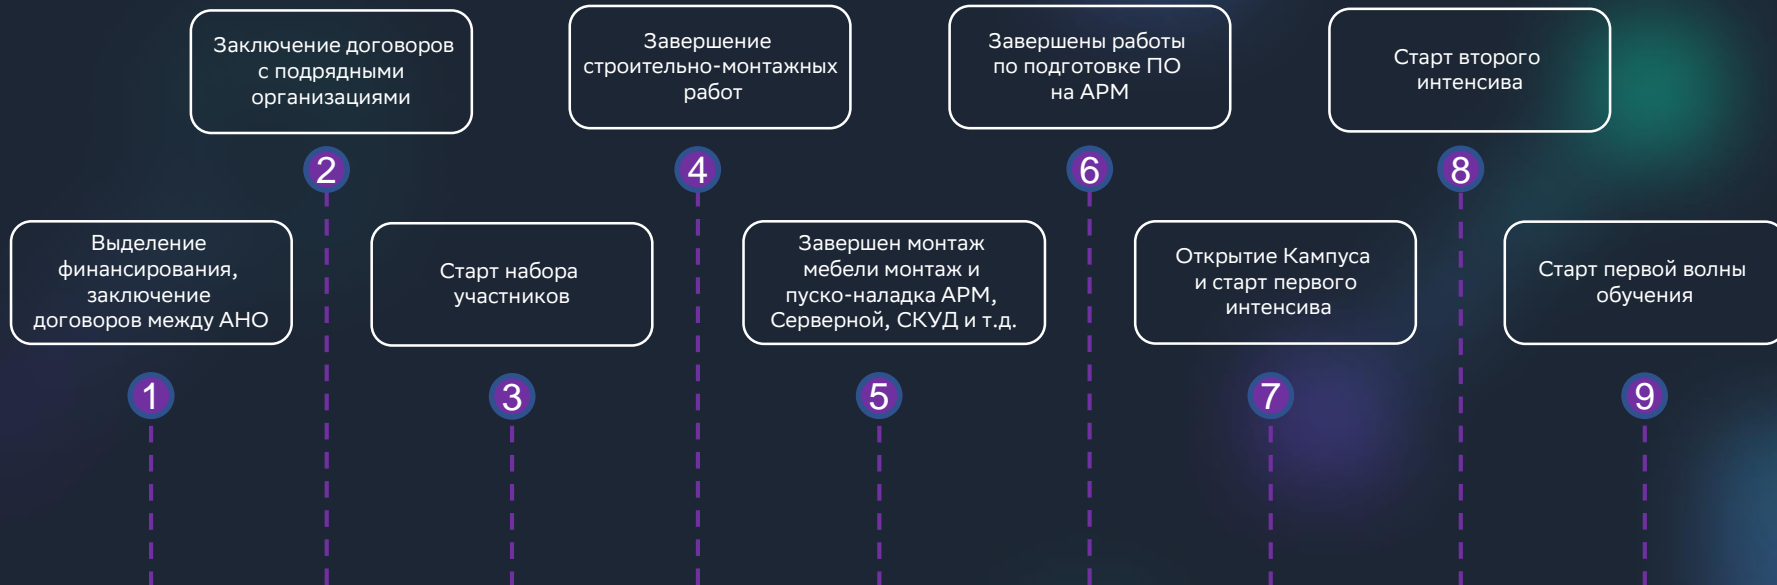 Выделение
финансирования,
заключение
договоров между АНО
1
Заключение договоров
с подрядными
организациями
2
Старт набора
участников
3
Завершение
строительно-монтажных
работ
4
Завершен монтаж
мебели монтаж и
пуско-наладка АРМ,
Серверной, СКУД и т.д.
5
Завершены работы
по подготовке ПО
на АРМ
6
Открытие Кампуса
и старт первого
интенсива
7
Старт второго
интенсива
8
Старт первой волны
обучения
9